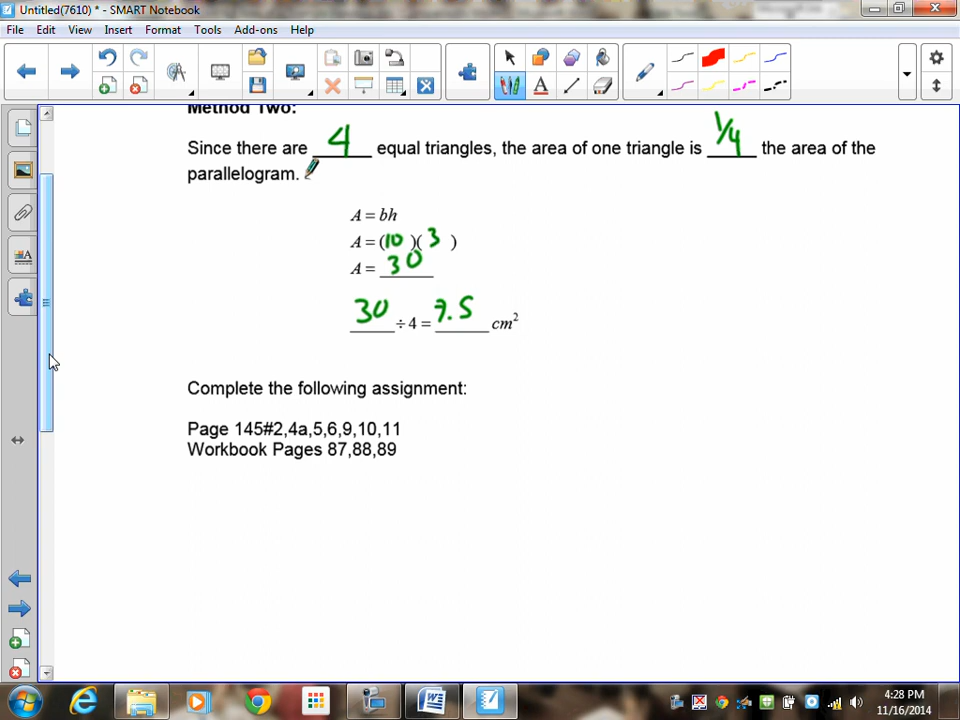 Untitled(7610) * - SMART Notebook
File Edit View Insert Format Tools Add-ons Help
Method Two:
Since there are 4 equal triangles, the area of one triangle is 1/4 the area of the
parallelogram.
A = bh
A = (10)(3)
A = 30
30 ÷ 4 = 7.5 cm²
Complete the following assignment:
Page 145#2,4a,5,6,9,10,11
Workbook Pages 87,88,89
4:28 PM
11/16/2014